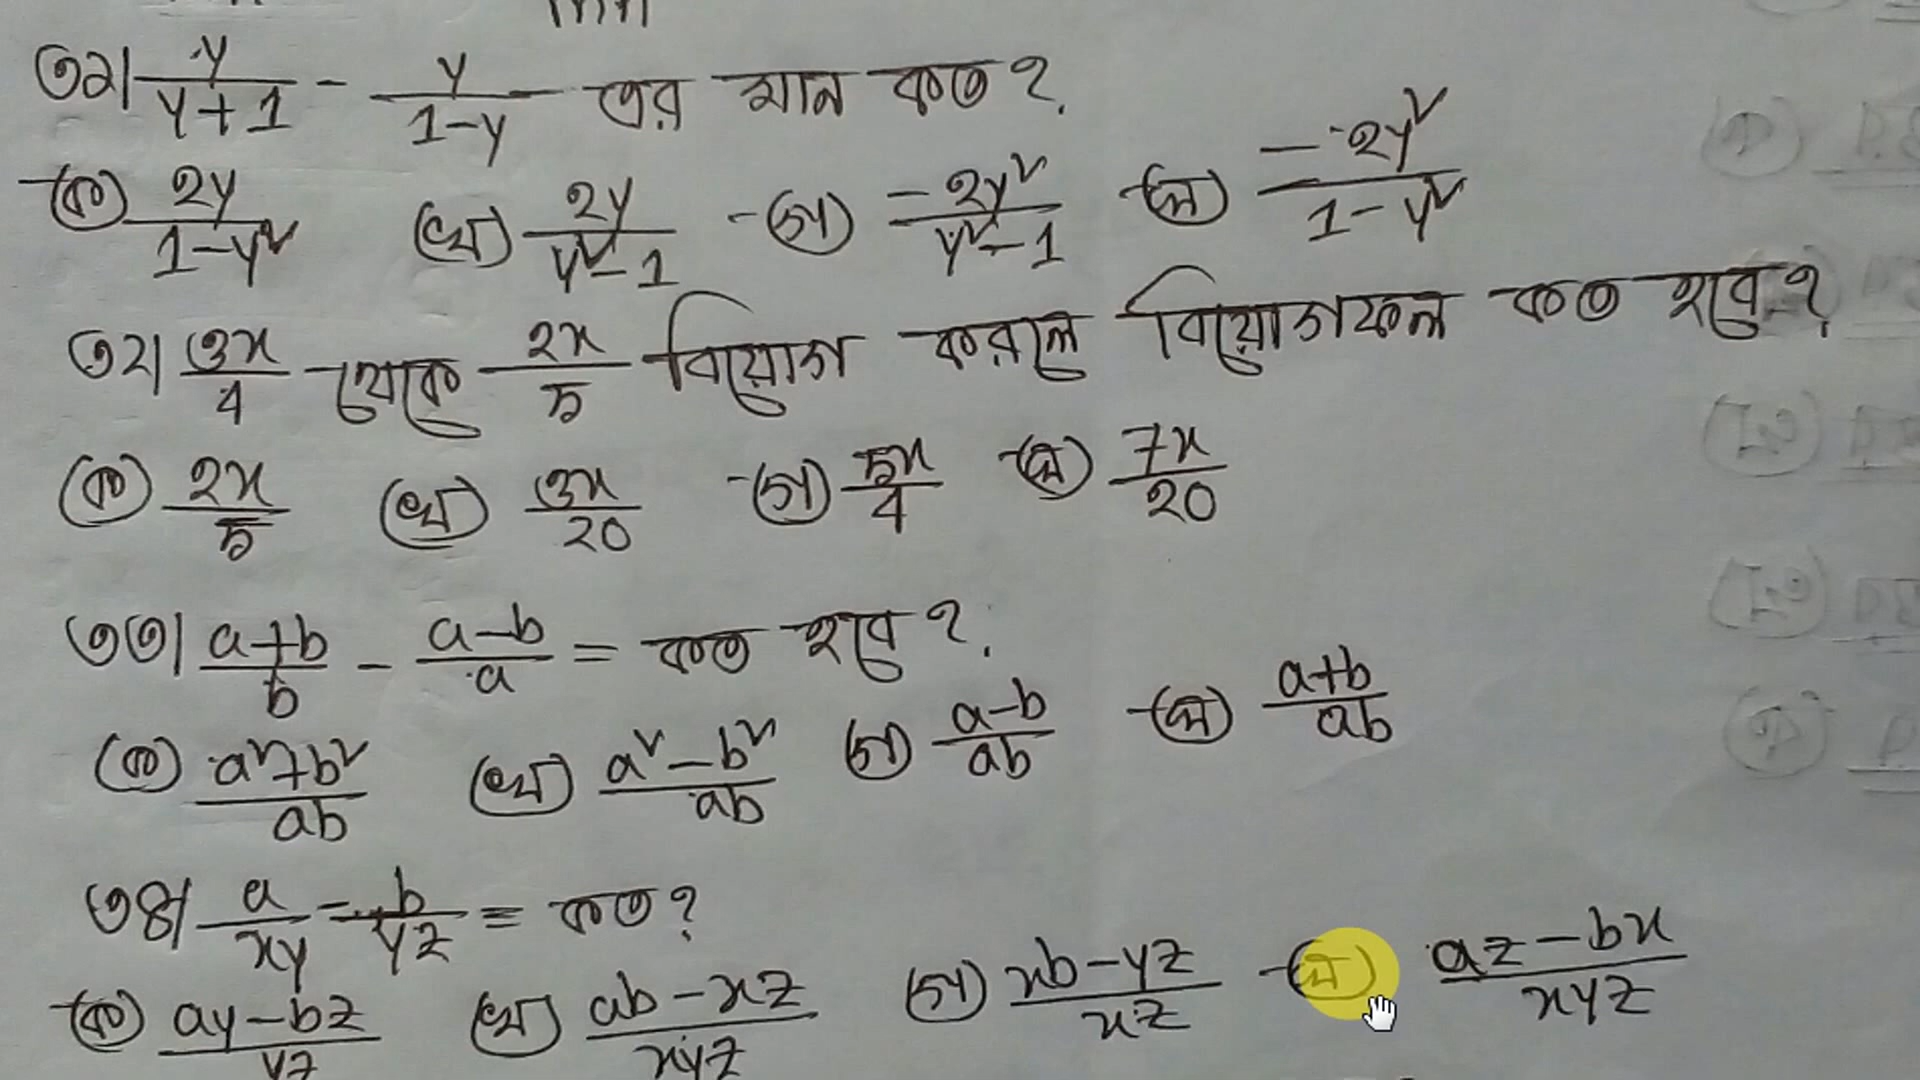 ৩১। y/(y+1) - y/(1-y) এর মান কত?
(ক) 2y/(1-y²) (খ) 2y/(y²-1) (গ) -2y²/(y²-1) (ঘ) -2y²/(1-y²)
৩২। 3x/4 থেকে 2x/5 বিয়োগ করলে বিয়োগফল কত হবে?
(ক) 2x/5 (খ) 3x/20 (গ) 5x/4 (ঘ) 7x/20
৩৩। (a+b)/b - (a-b)/a = কত হবে?
(ক) (a²+b²)/ab (খ) (a²-b²)/ab (গ) (a-b)/ab (ঘ) (a+b)/ab
৩৪। a/xy - b/yz = কত?
(ক) (ay-bz)/yz (খ) (ab-xz)/xyz (গ) (xb-yz)/xz (ঘ) (az-bx)/xyz